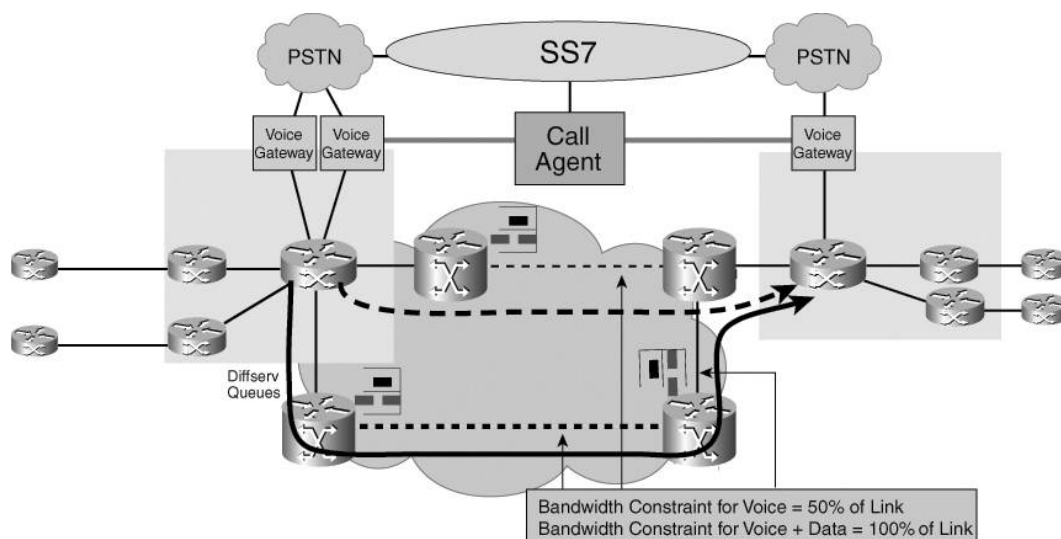 PSTN
SS7
PSTN
Voice
Gateway
Voice
Gateway
Call
Agent
Voice
Gateway
Diffserv
Queues
Bandwidth Constraint for Voice = 50% of Link
Bandwidth Constraint for Voice + Data = 100% of Link